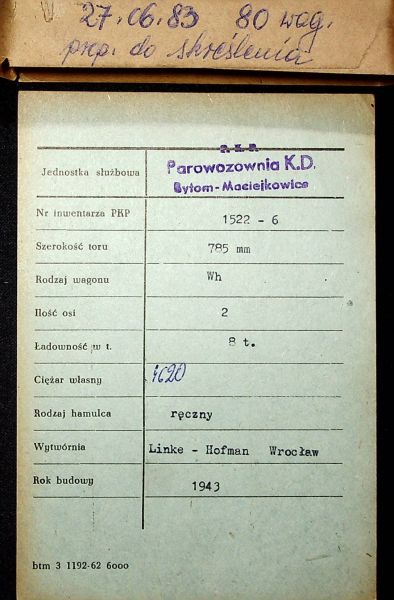 27.06.83 80 wag.
prep. do skreślenia
P. K. P.
Jednostka służbowa Parowozownia K.D.
Bytom-Maciejkowice
Nr inwentarza PKP 1522 - 6
Szerokość toru 785 mm
Rodzaj wagonu Wh
Ilość osi 2
Ładowność w t. 8 t.
Ciężar własny 4620
Rodzaj hamulca ręczny
Wytwórnia Linke - Hofman Wrocław
Rok budowy 1943
btm 3 1192-62 6000